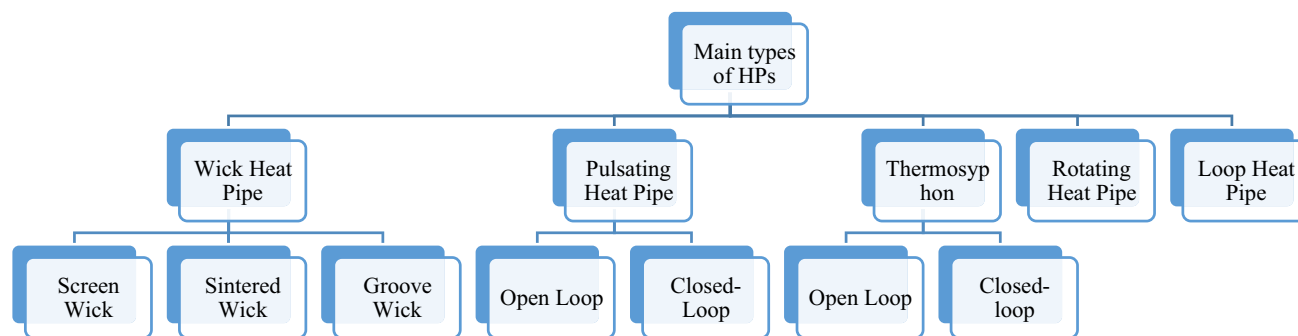 Main types
of HPs
Wick Heat
Pipe
Pulsating
Heat Pipe
Thermosyp
hon
Rotating
Heat Pipe
Loop Heat
Pipe
Screen
Wick
Sintered
Wick
Groove
Wick
Open Loop
Closed-
Loop
Open Loop
Closed-
loop